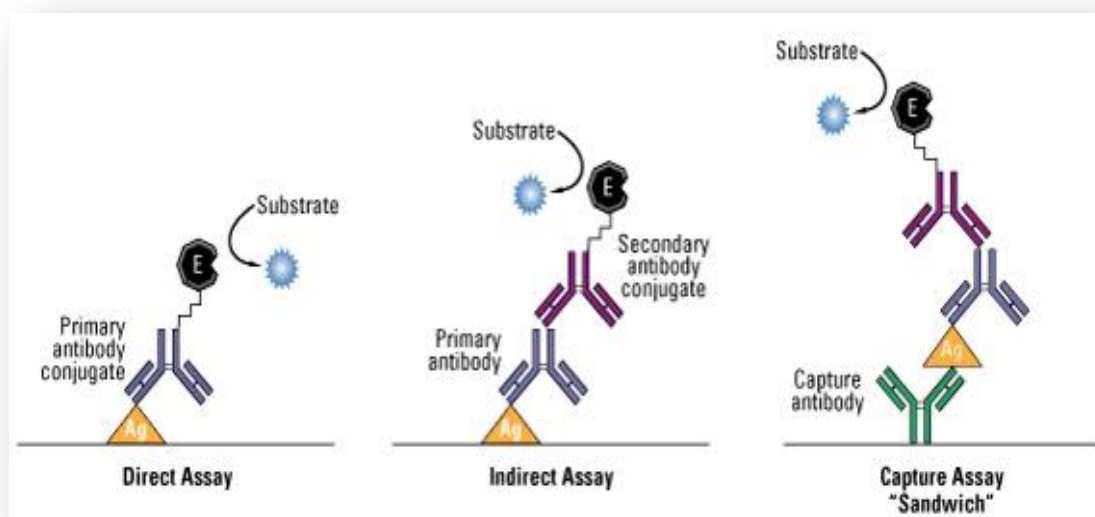 Substrate
E
Primary
antibody
conjugate
Ag
Direct Assay
Substrate
E
Secondary
antibody
conjugate
Primary
antibody
Ag
Indirect Assay
Substrate
E
Ag
Capture
antibody
Capture Assay
"Sandwich"